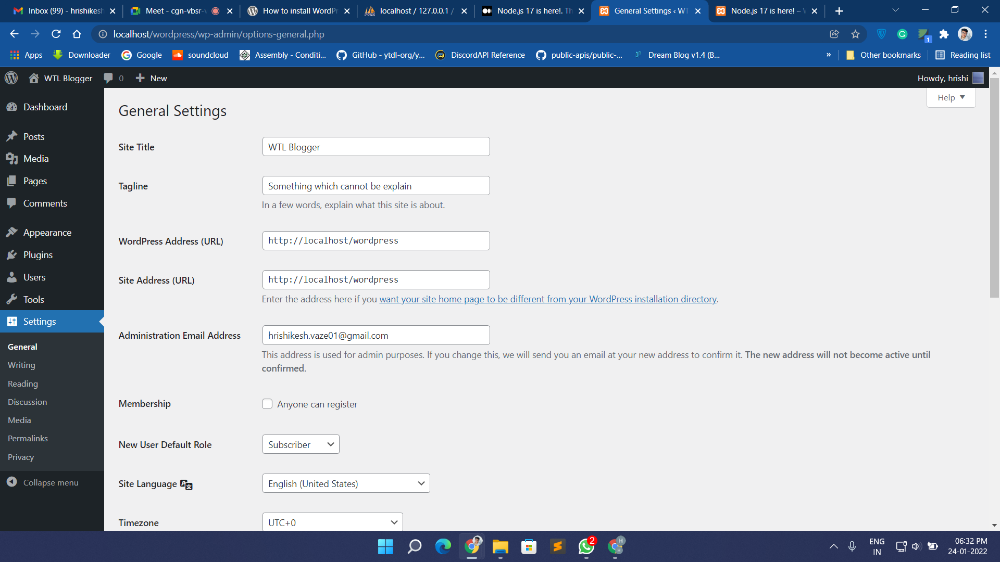 Inbox (99) - hrishikesh
Meet - cgn-vbsr-
How to install WordPr
localhost / 127.0.0.1 /
Node.js 17 is here!. Th
General Settings ‹ WT
Node.js 17 is here! –
localhost/wordpress/wp-admin/options-general.php
1
Apps
Downloader
Google
soundcloud
Assembly - Conditi...
GitHub - ytdl-org/y...
DiscordAPI Reference
public-apis/public-...
Dream Blog v1.4 (B...
»
Other bookmarks
Reading list
WTL Blogger
0
New
Howdy, hrishi
Help
Dashboard
Posts
Media
Pages
Comments
Appearance
Plugins
Users
Tools
Settings
General
Writing
Reading
Discussion
Media
Permalinks
Privacy
Collapse menu
General Settings
Site Title
WTL Blogger
Tagline
Something which cannot be explain
In a few words, explain what this site is about.
WordPress Address (URL)
http://localhost/wordpress
Site Address (URL)
http://localhost/wordpress
Enter the address here if you want your site home page to be different from your WordPress installation directory.
Administration Email Address
hrishikesh.vaze01@gmail.com
This address is used for admin purposes. If you change this, we will send you an email at your new address to confirm it. The new address will not become active until
confirmed.
Membership
Anyone can register
New User Default Role
Subscriber
Site Language
English (United States)
Timezone
UTC+0
2
H
H
ENG
IN
06:32 PM
24-01-2022